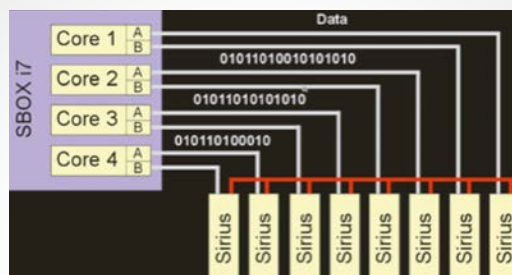 Data
SBOX i7
Core 1
A
B
01011010010101010
Core 2
A
B
01011010101010
Core 3
A
B
010110100010
Core 4
A
B
Sirius
Sirius
Sirius
Sirius
Sirius
Sirius
Sirius
Sirius